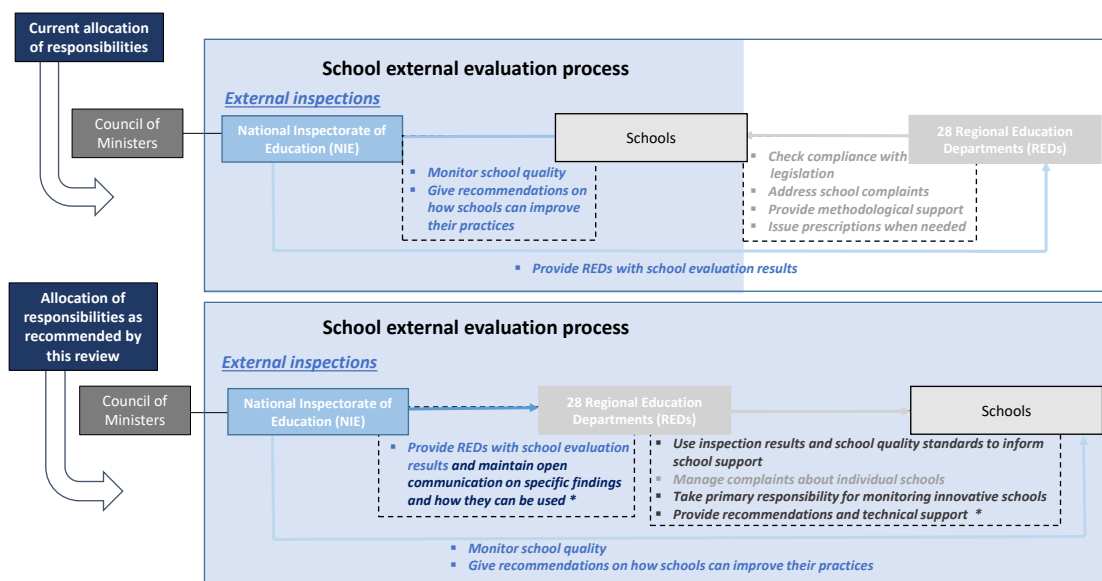 Current allocation
of responsibilities
School external evaluation process
External inspections
Council of
Ministers
National Inspectorate of
Education (NIE)
Schools
28 Regional Education
Departments (REDs)
▪ Monitor school quality
▪ Give recommendations on
how schools can improve
their practices
▪ Check compliance with
legislation
▪ Address school complaints
▪ Provide methodological support
▪ Issue prescriptions when needed
▪ Provide REDs with school evaluation results
Allocation of
responsibilities as
recommended by
this review
School external evaluation process
External inspections
Council of
Ministers
National Inspectorate of
Education (NIE)
28 Regional Education
Departments (REDs)
Schools
▪ Provide REDs with school evaluation
results and maintain open
communication on specific findings
and how they can be used *
▪ Use inspection results and school quality standards to inform
school support
▪ Manage complaints about individual schools
▪ Take primary responsibility for monitoring innovative schools
▪ Provide recommendations and technical support *
▪ Monitor school quality
▪ Give recommendations on how schools can improve their practices